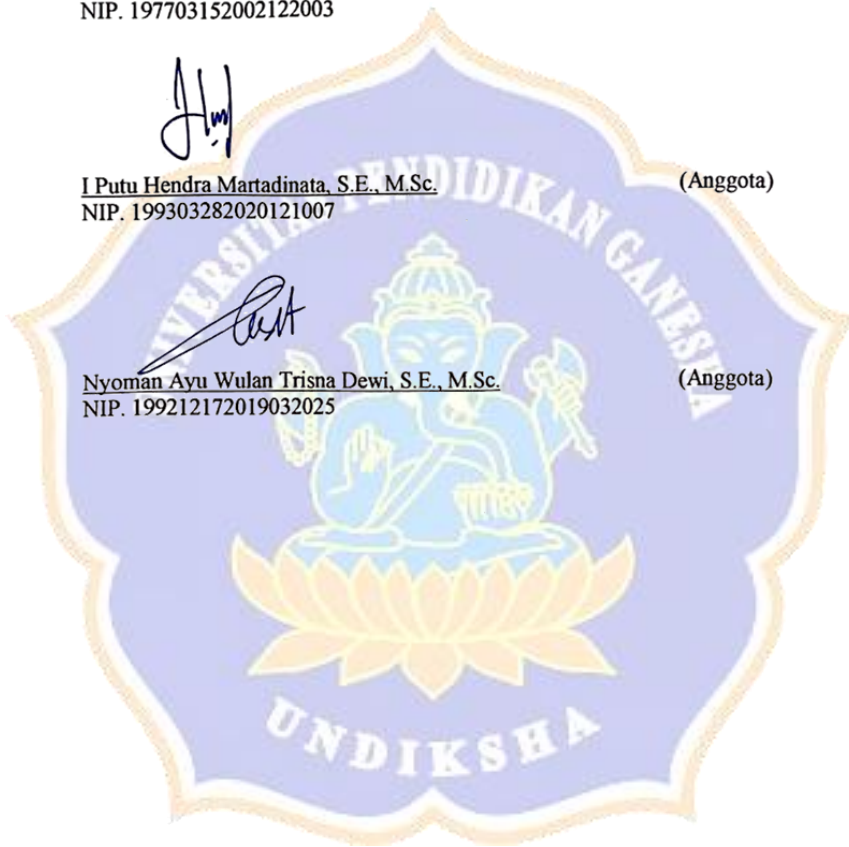 NIP. 197703152002122003
I Putu Hendra Martadinata, S.E., M.Sc. (Anggota)
NIP. 199303282020121007
Nyoman Ayu Wulan Trisna Dewi, S.E., M.Sc. (Anggota)
NIP. 199212172019032025
UNIVERSITAS PENDIDIKAN GANESHA
UNDIKSHA